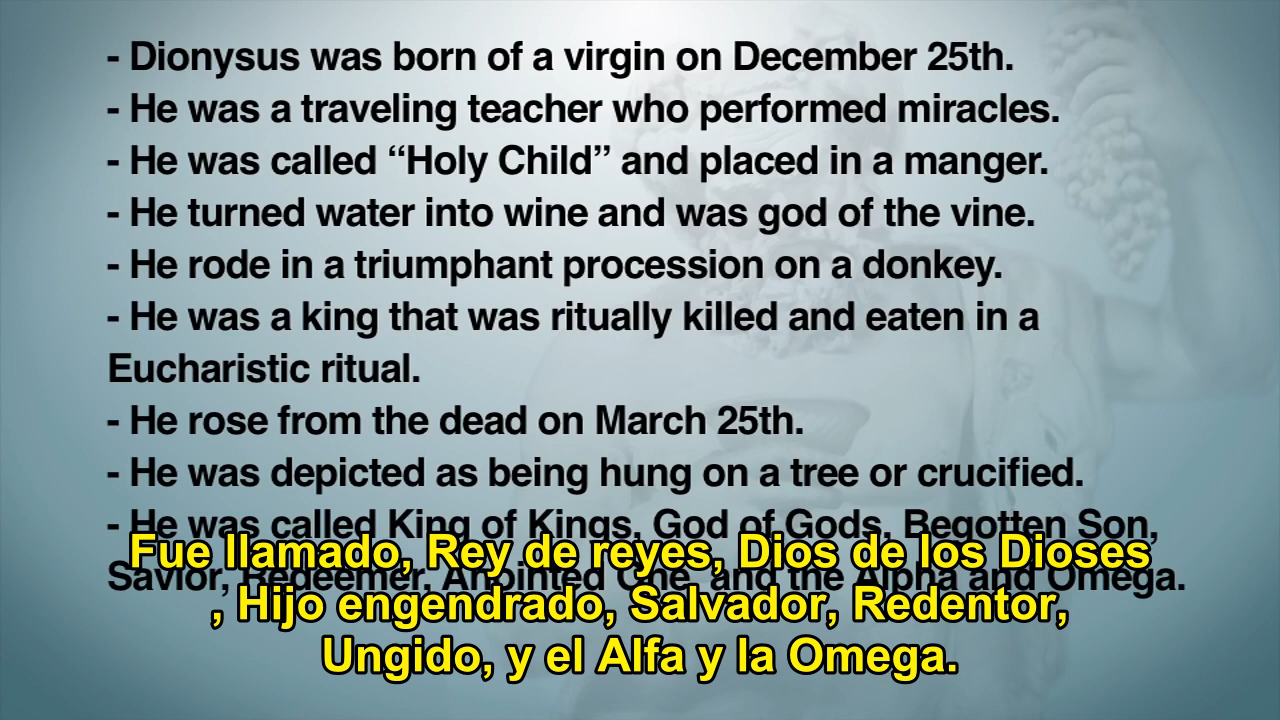 - Dionysus was born of a virgin on December 25th.
- He was a traveling teacher who performed miracles.
- He was called “Holy Child” and placed in a manger.
- He turned water into wine and was god of the vine.
- He rode in a triumphant procession on a donkey.
- He was a king that was ritually killed and eaten in a
Eucharistic ritual.
- He rose from the dead on March 25th.
- He was depicted as being hung on a tree or crucified.
- He was called King of Kings, God of Gods, Begotten Son,
Savior, Redeemer, Anointed One, and the Alpha and Omega.
Fue llamado, Rey de reyes, Dios de los Dioses
, Hijo engendrado, Salvador, Redentor,
Ungido, y el Alfa y la Omega.